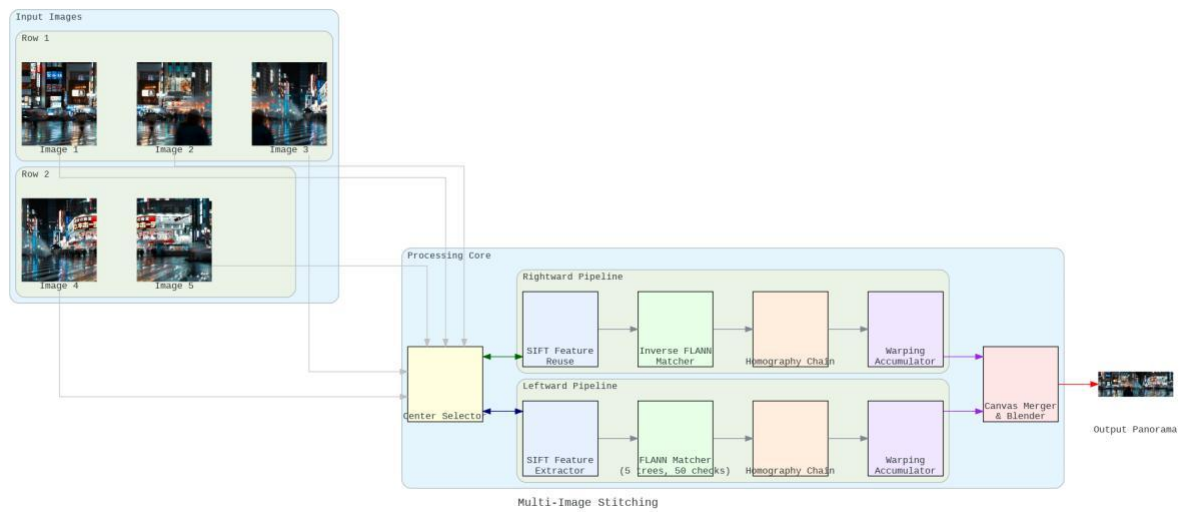 Input Images
Row 1
Image 1
Image 2
Image 3
Row 2
Image 4
Image 5
Processing Core
Center Selector
Rightward Pipeline
SIFT Feature
Reuse
Inverse FLANN
Matcher
Homography Chain
Warping
Accumulator
Leftward Pipeline
SIFT Feature
Extractor
FLANN Matcher
(5 trees, 50 checks)
Homography Chain
Warping
Accumulator
Canvas Merger
& Blender
Output Panorama
Multi-Image Stitching